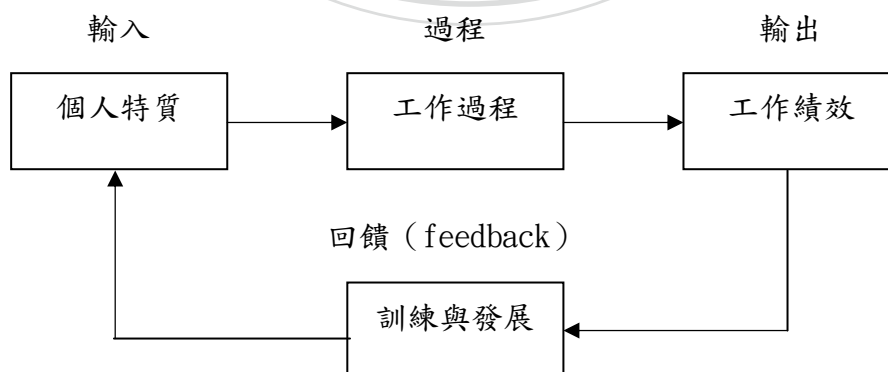 輸入 過程 輸出
個人特質 工作過程 工作績效
回饋（feedback）
訓練與發展